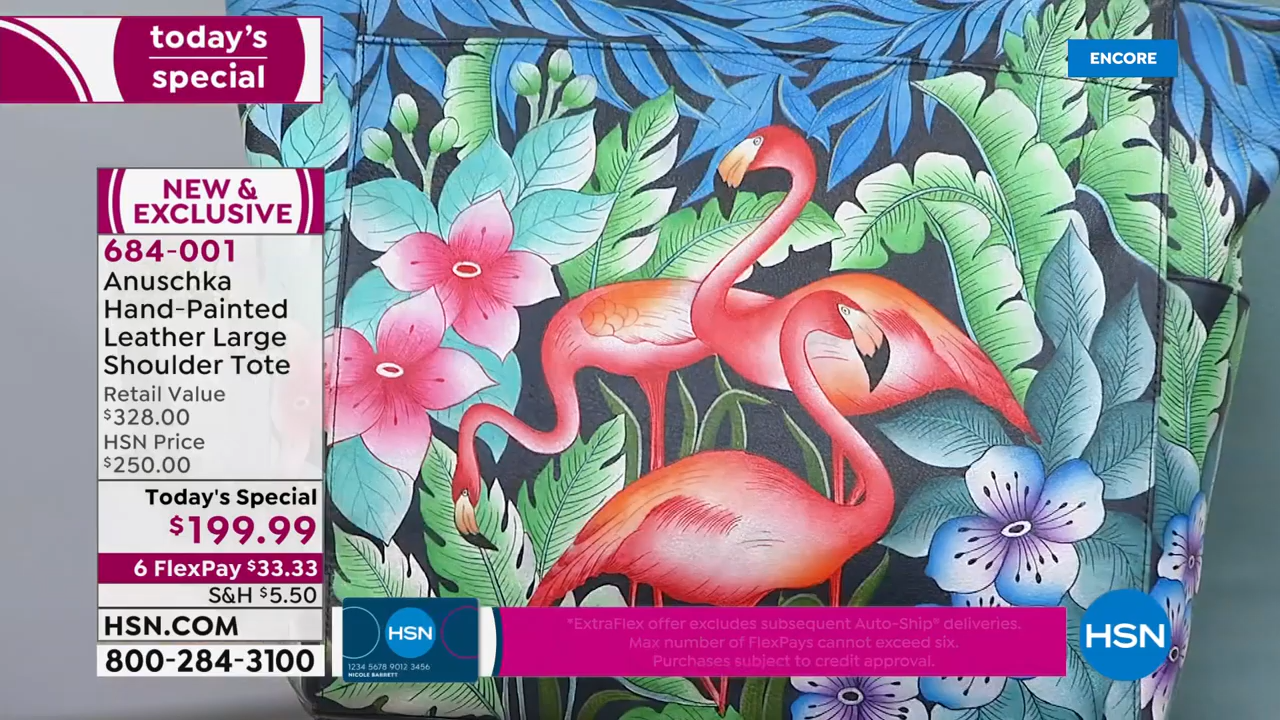 today's
special
ENCORE
NEW &
EXCLUSIVE
684-001
Anuschka
Hand-Painted
Leather Large
Shoulder Tote
Retail Value
$328.00
HSN Price
$250.00
Today's Special
$199.99
6 FlexPay $33.33
S&H $5.50
HSN.COM
800-284-3100
HSN
1234 5678 9012 3456
NICOLE BARRETT
*ExtraFlex offer excludes subsequent Auto-Ship® deliveries.
Max number of FlexPays cannot exceed six.
Purchases subject to credit approval.
HSN